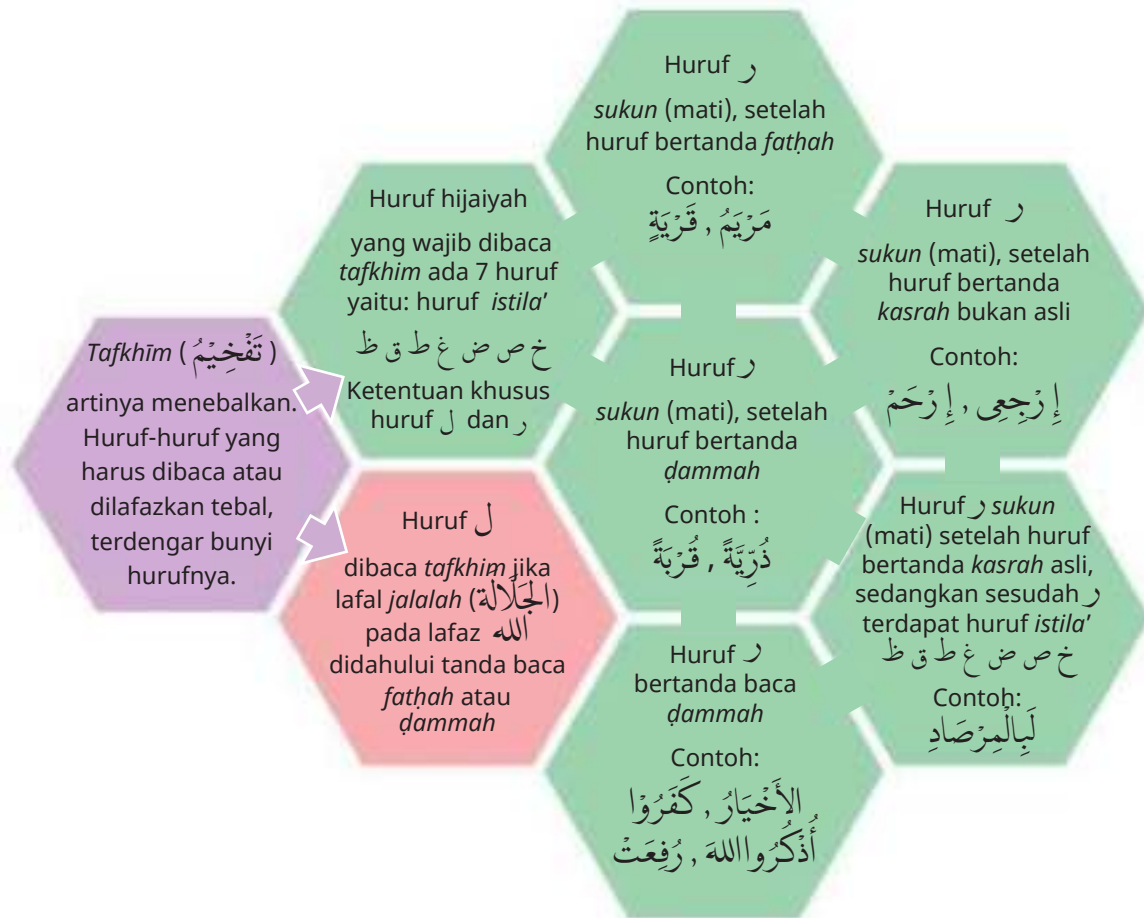 Tafkhīm ( تَفْخِيْمُ )
artinya menebalkan.
Huruf-huruf yang
harus dibaca atau
dilafazkan tebal,
terdengar bunyi
hurufnya.
Huruf hijaiyah
yang wajib dibaca
tafkhim ada 7 huruf
yaitu: huruf istila’
خ ص ض غ ط ق ظ
Ketentuan khusus
huruf ل dan ر
Huruf ل
dibaca tafkhim jika
lafal jalalah (الجَلَالَة)
pada lafaz الله
didahului tanda baca
fatḥah atau
ḍammah
Huruf ر
sukun (mati), setelah
huruf bertanda fatḥah
Contoh:
مَرْيَمُ , قَرْيَةٍ
Huruf ر
sukun (mati), setelah
huruf bertanda
ḍammah
Contoh :
ذُرِّيَّةً , قُرْبَةً
Huruf ر
bertanda baca
ḍammah
Contoh:
الأَخْيَارُ , كَفَرُوْا
أُذْكُرُوااللهَ , رُفِعَتْ
Huruf ر
sukun (mati), setelah
huruf bertanda
kasrah bukan asli
Contoh:
إِرْجِعِى , إِرْحَمْ
Huruf ر sukun
(mati) setelah huruf
bertanda kasrah asli,
sedangkan sesudah ر
terdapat huruf istila’
خ ص ض غ ط ق ظ
Contoh:
لَبِالْمِرْصَادِ